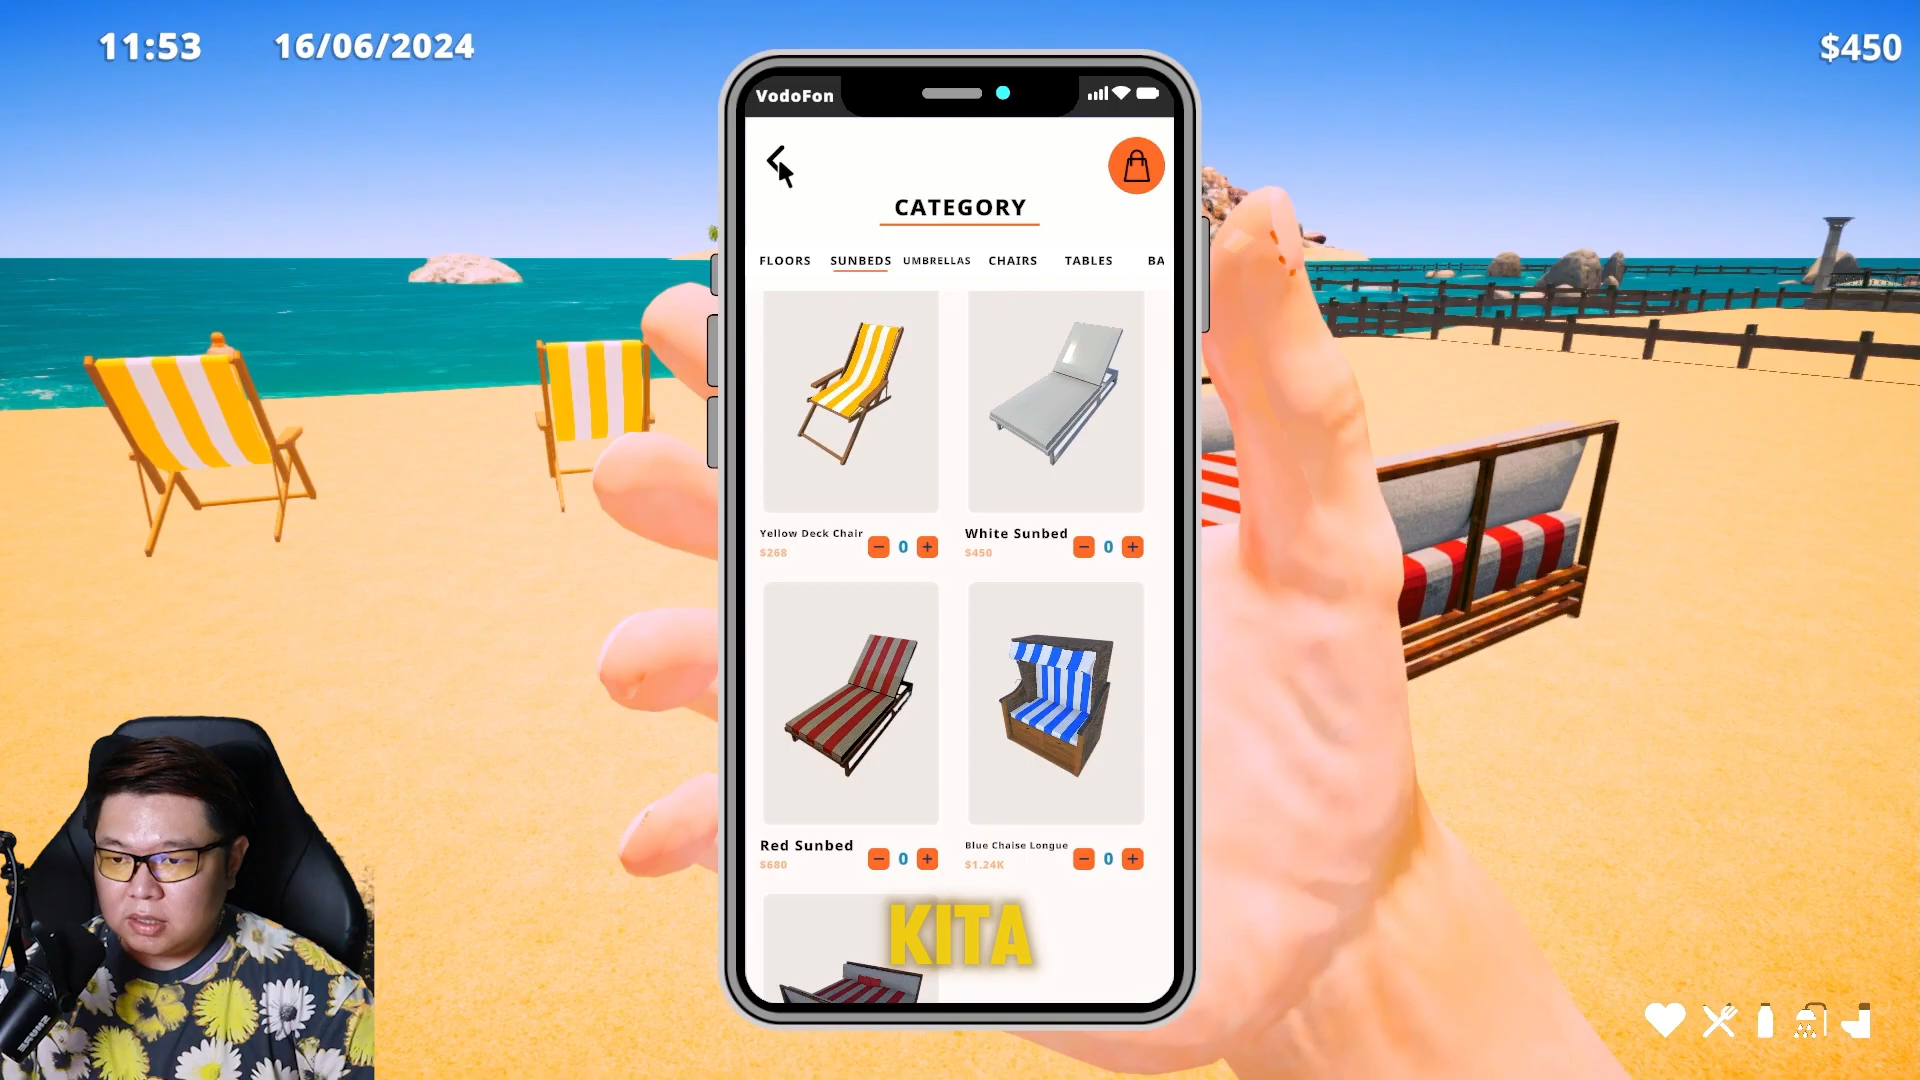 11:53 16/06/2024 $450
VodoFon
CATEGORY
FLOORS SUNBEDS UMBRELLAS CHAIRS TABLES BA
Yellow Deck Chair White Sunbed
$268 − 0 + $450 − 0 +
Red Sunbed Blue Chaise Longue
$680 − 0 + $1.24K − 0 +
KITA